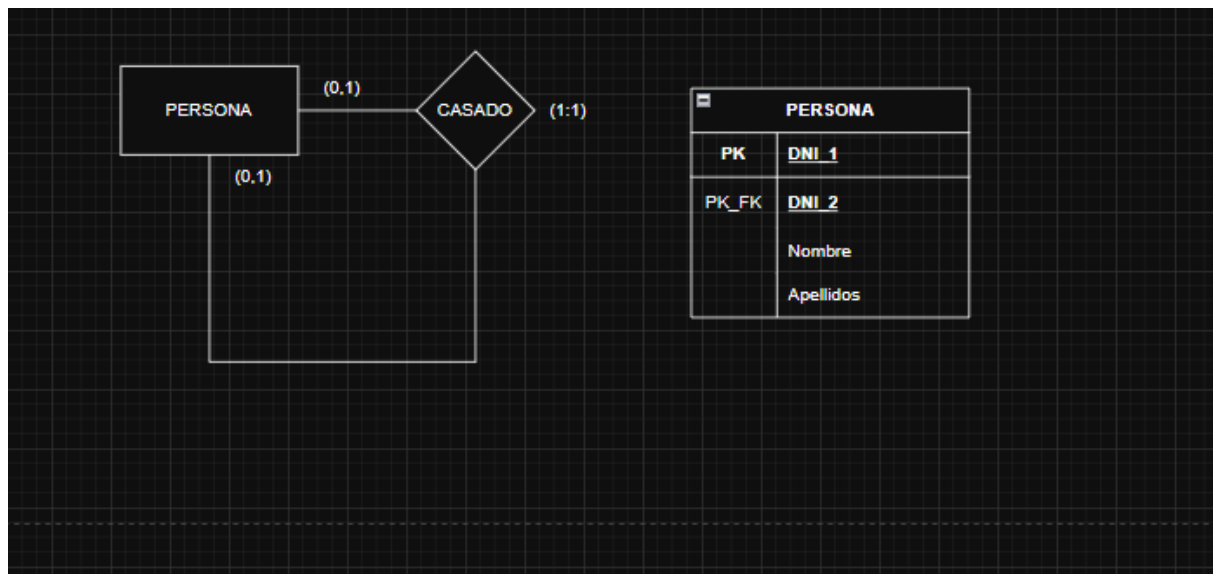 PERSONA
(0,1)
CASADO
(1:1)
(0,1)
PERSONA
PK DNI_1
PK_FK DNI_2
Nombre
Apellidos